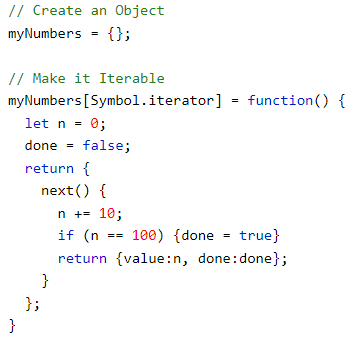 // Create an Object
myNumbers = {};

// Make it Iterable
myNumbers[Symbol.iterator] = function() {
  let n = 0;
  done = false;
  return {
    next() {
      n += 10;
      if (n == 100) {done = true}
      return {value:n, done:done};
    }
  };
}